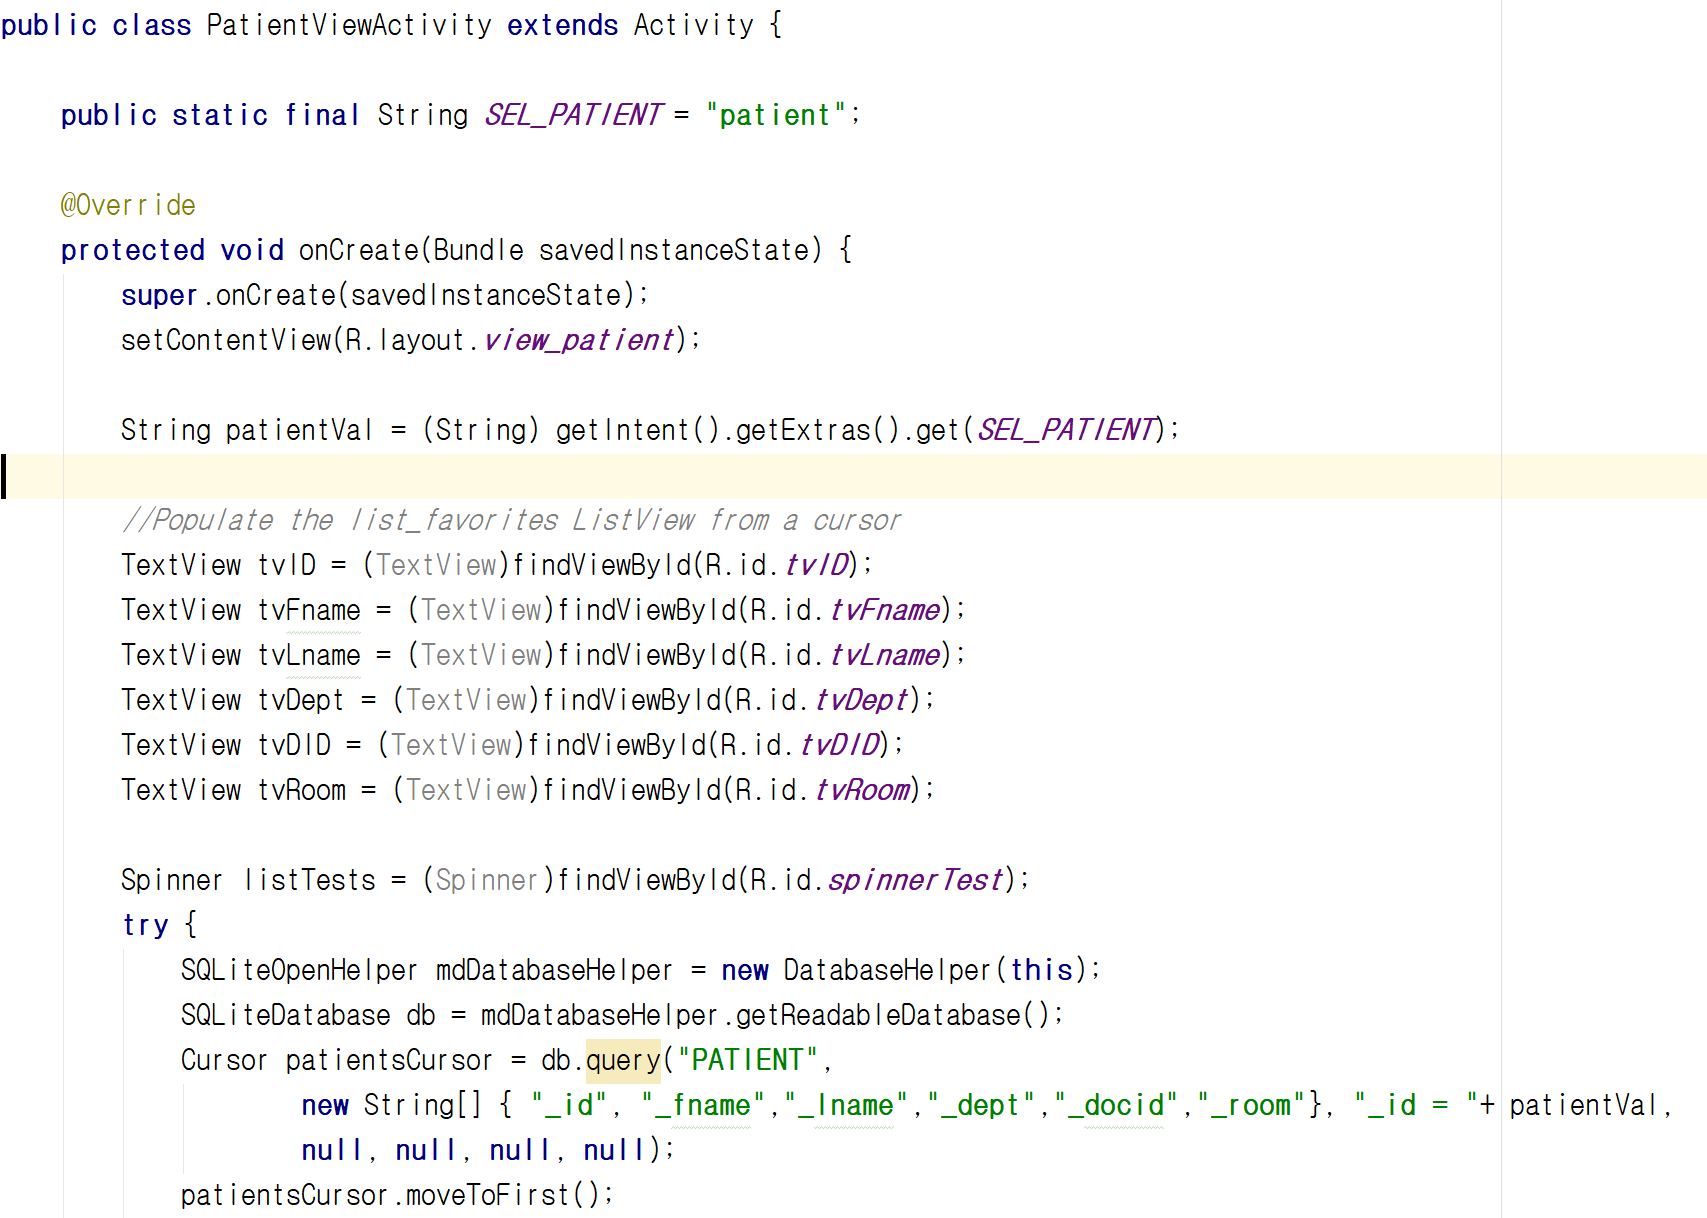 public class PatientViewActivity extends Activity {
public static final String SEL_PATIENT = "patient";
@Override
protected void onCreate(Bundle savedInstanceState) {
super.onCreate(savedInstanceState);
setContentView(R.layout.view_patient);
String patientVal = (String) getIntent().getExtras().get(SEL_PATIENT);
//Populate the list_favorites ListView from a cursor
TextView tvID = (TextView)findViewById(R.id.tvID);
TextView tvFname = (TextView)findViewById(R.id.tvFname);
TextView tvLname = (TextView)findViewById(R.id.tvLname);
TextView tvDept = (TextView)findViewById(R.id.tvDept);
TextView tvDID = (TextView)findViewById(R.id.tvDID);
TextView tvRoom = (TextView)findViewById(R.id.tvRoom);
Spinner listTests = (Spinner)findViewById(R.id.spinnerTest);
try {
SQLiteOpenHelper mdDatabaseHelper = new DatabaseHelper(this);
SQLiteDatabase db = mdDatabaseHelper.getReadableDatabase();
Cursor patientsCursor = db.query("PATIENT",
new String[] { "_id", "_fname","_lname","_dept","_docid","_room"}, "_id = "+ patientVal,
null, null, null, null);
patientsCursor.moveToFirst();